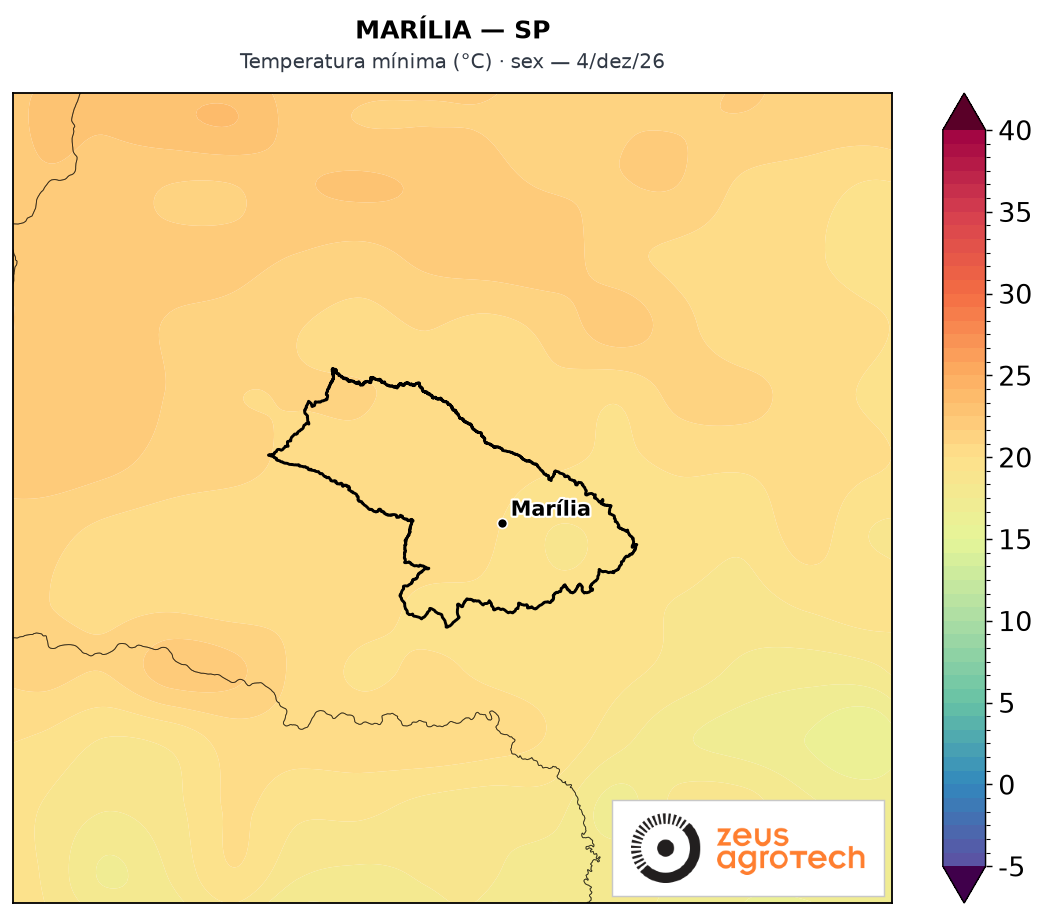 MARÍLIA — SP
Temperatura mínima (°C) · sex — 4/dez/26
40
35
30
25
20
15
10
5
0
-5
Marília
zeus
agrotech